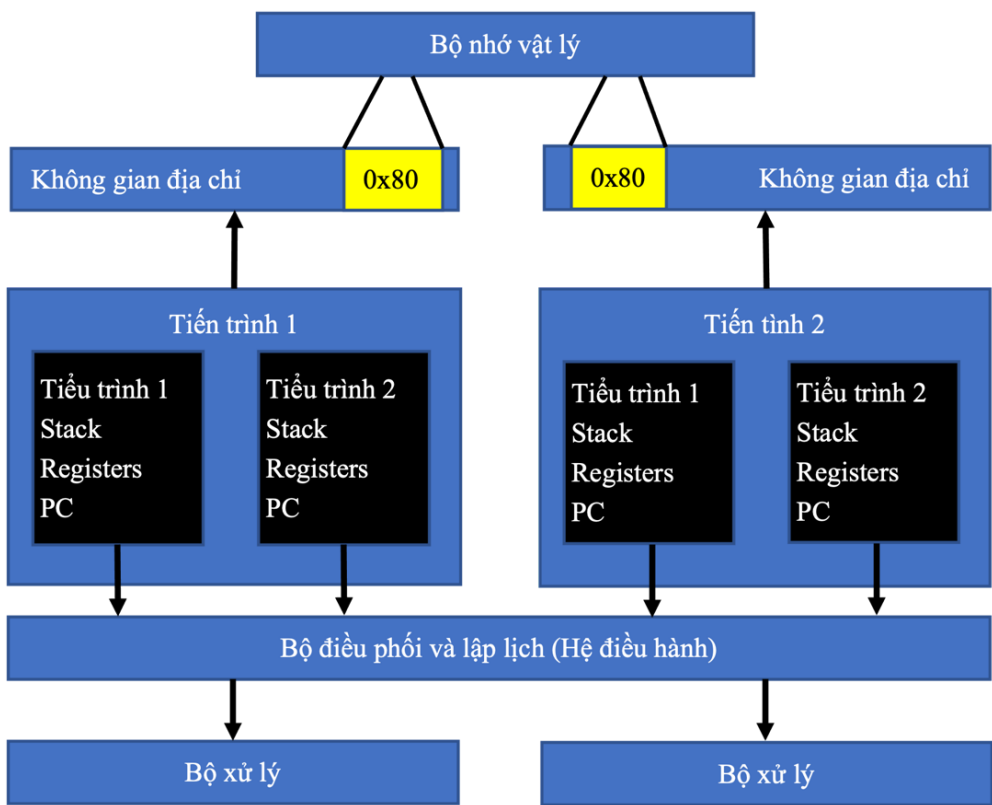 Bộ nhớ vật lý
Không gian địa chỉ
0x80
0x80
Không gian địa chỉ
Tiến trình 1
Tiểu trình 1
Stack
Registers
PC
Tiểu trình 2
Stack
Registers
PC
Tiến tình 2
Tiểu trình 1
Stack
Registers
PC
Tiểu trình 2
Stack
Registers
PC
Bộ điều phối và lập lịch (Hệ điều hành)
Bộ xử lý
Bộ xử lý